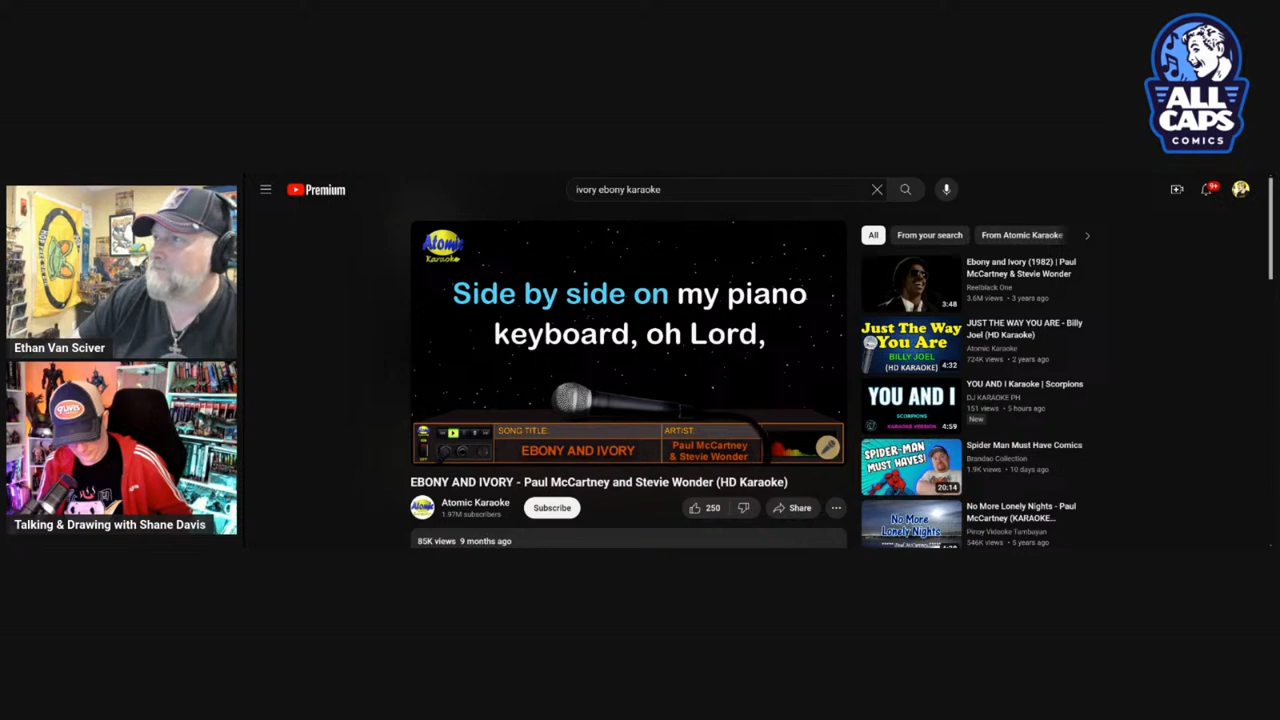 ALL
CAPS
COMICS
Premium
ivory ebony karaoke
9+
Ethan Van Sciver
Talking & Drawing with Shane Davis
Atomic
Karaoke
Side by side on my piano
keyboard, oh Lord,
SONG TITLE:
EBONY AND IVORY
ARTIST:
Paul McCartney
& Stevie Wonder
EBONY AND IVORY - Paul McCartney and Stevie Wonder (HD Karaoke)
Atomic Karaoke
1.97M subscribers
Subscribe
250
Share
85K views 9 months ago
All
From your search
From Atomic Karaoke
3:48
Ebony and Ivory (1982) | Paul
McCartney & Stevie Wonder
Reelblack One
3.6M views • 3 years ago
Just The Way
You Are
BILLY JOEL
(HD KARAOKE)
4:32
JUST THE WAY YOU ARE - Billy
Joel (HD Karaoke)
Atomic Karaoke
724K views • 2 years ago
YOU AND I
SCORPIONS
KARAOKE VERSION
4:59
YOU AND I Karaoke | Scorpions
DJ KARAOKE PH
151 views • 5 hours ago
New
SPIDER-MAN
MUST HAVES!
20:14
Spider Man Must Have Comics
Brandao Collection
1.9K views • 10 days ago
No More
Lonely Nights
No More Lonely Nights - Paul
McCartney (KARAOKE...
Pinoy Videoke Tambayan
546K views • 5 years ago